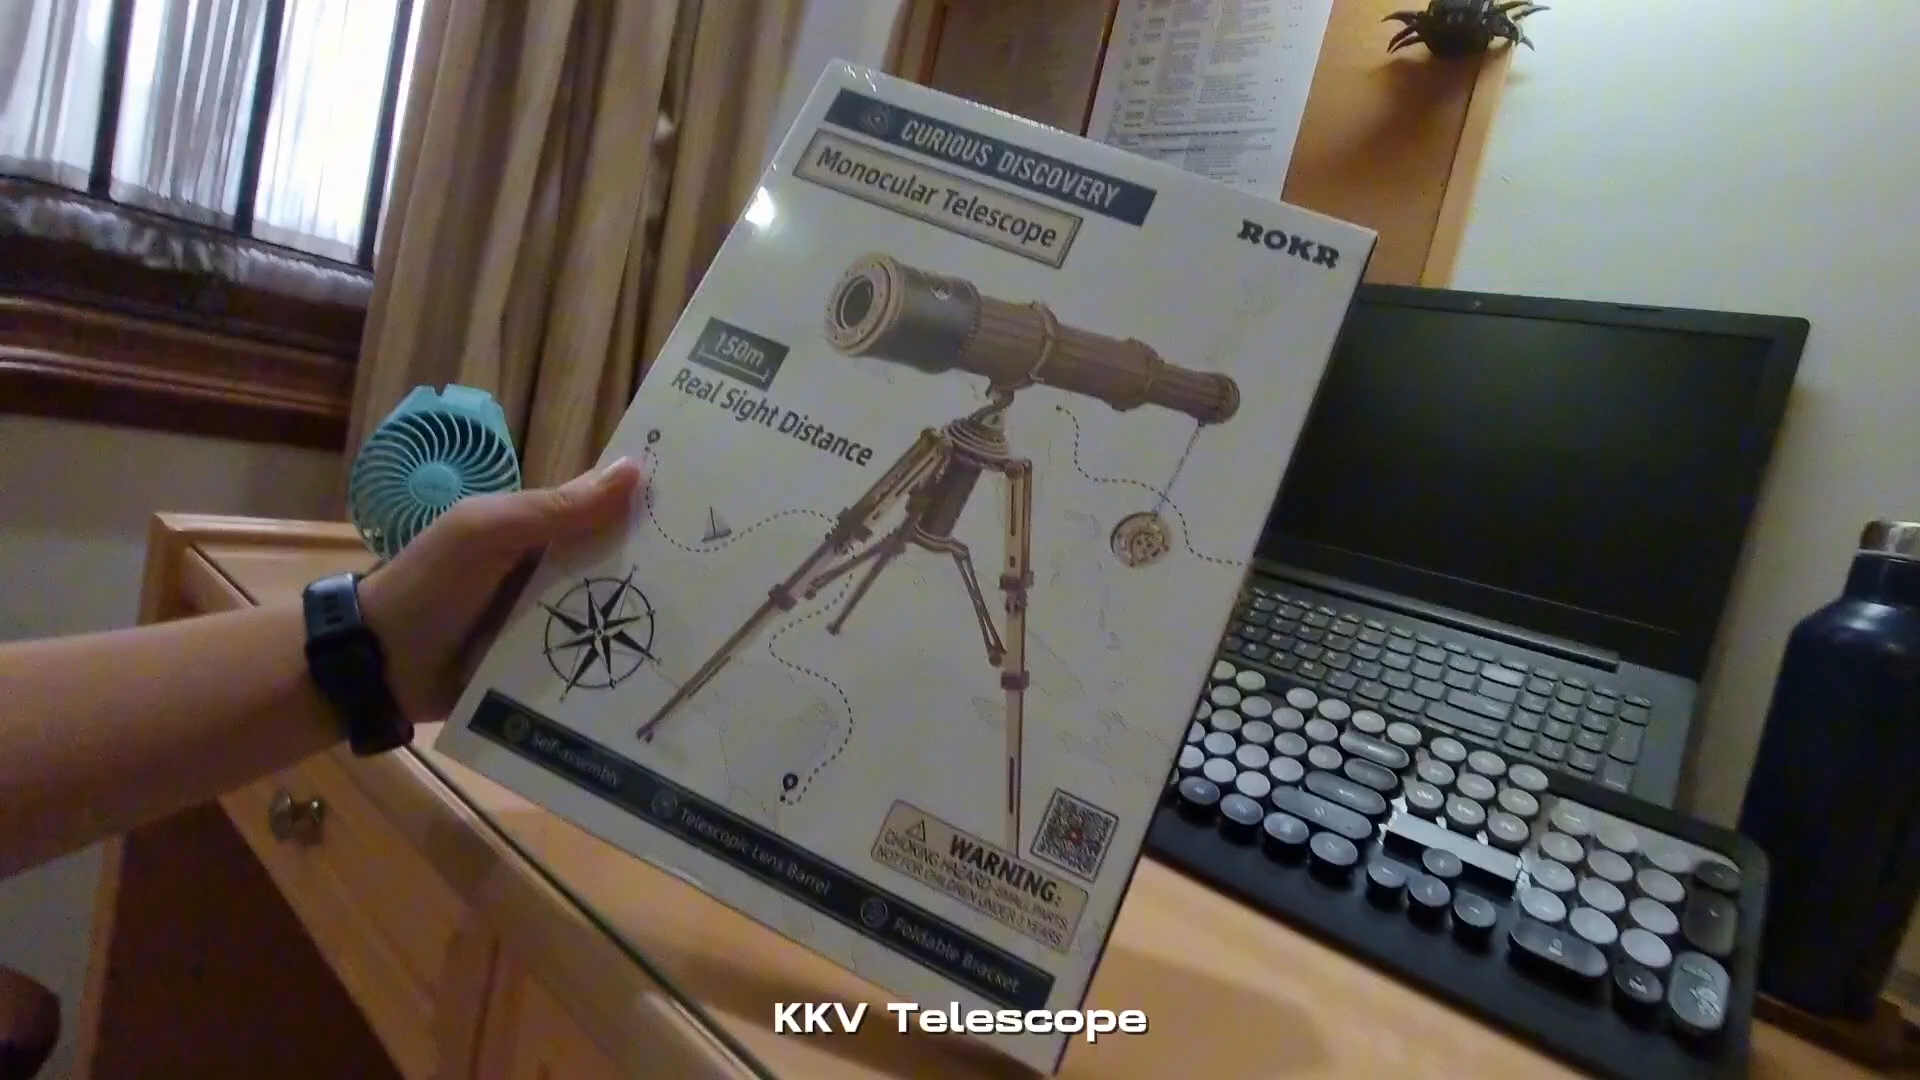 CURIOUS DISCOVERY
Monocular Telescope
ROKR
150m
Real Sight Distance
Self-assembly
Telescopic Lens Barrel
Foldable Bracket
WARNING:
CHOKING HAZARD-SMALL PARTS
NOT FOR CHILDREN UNDER 3 YEARS
KKV Telescope